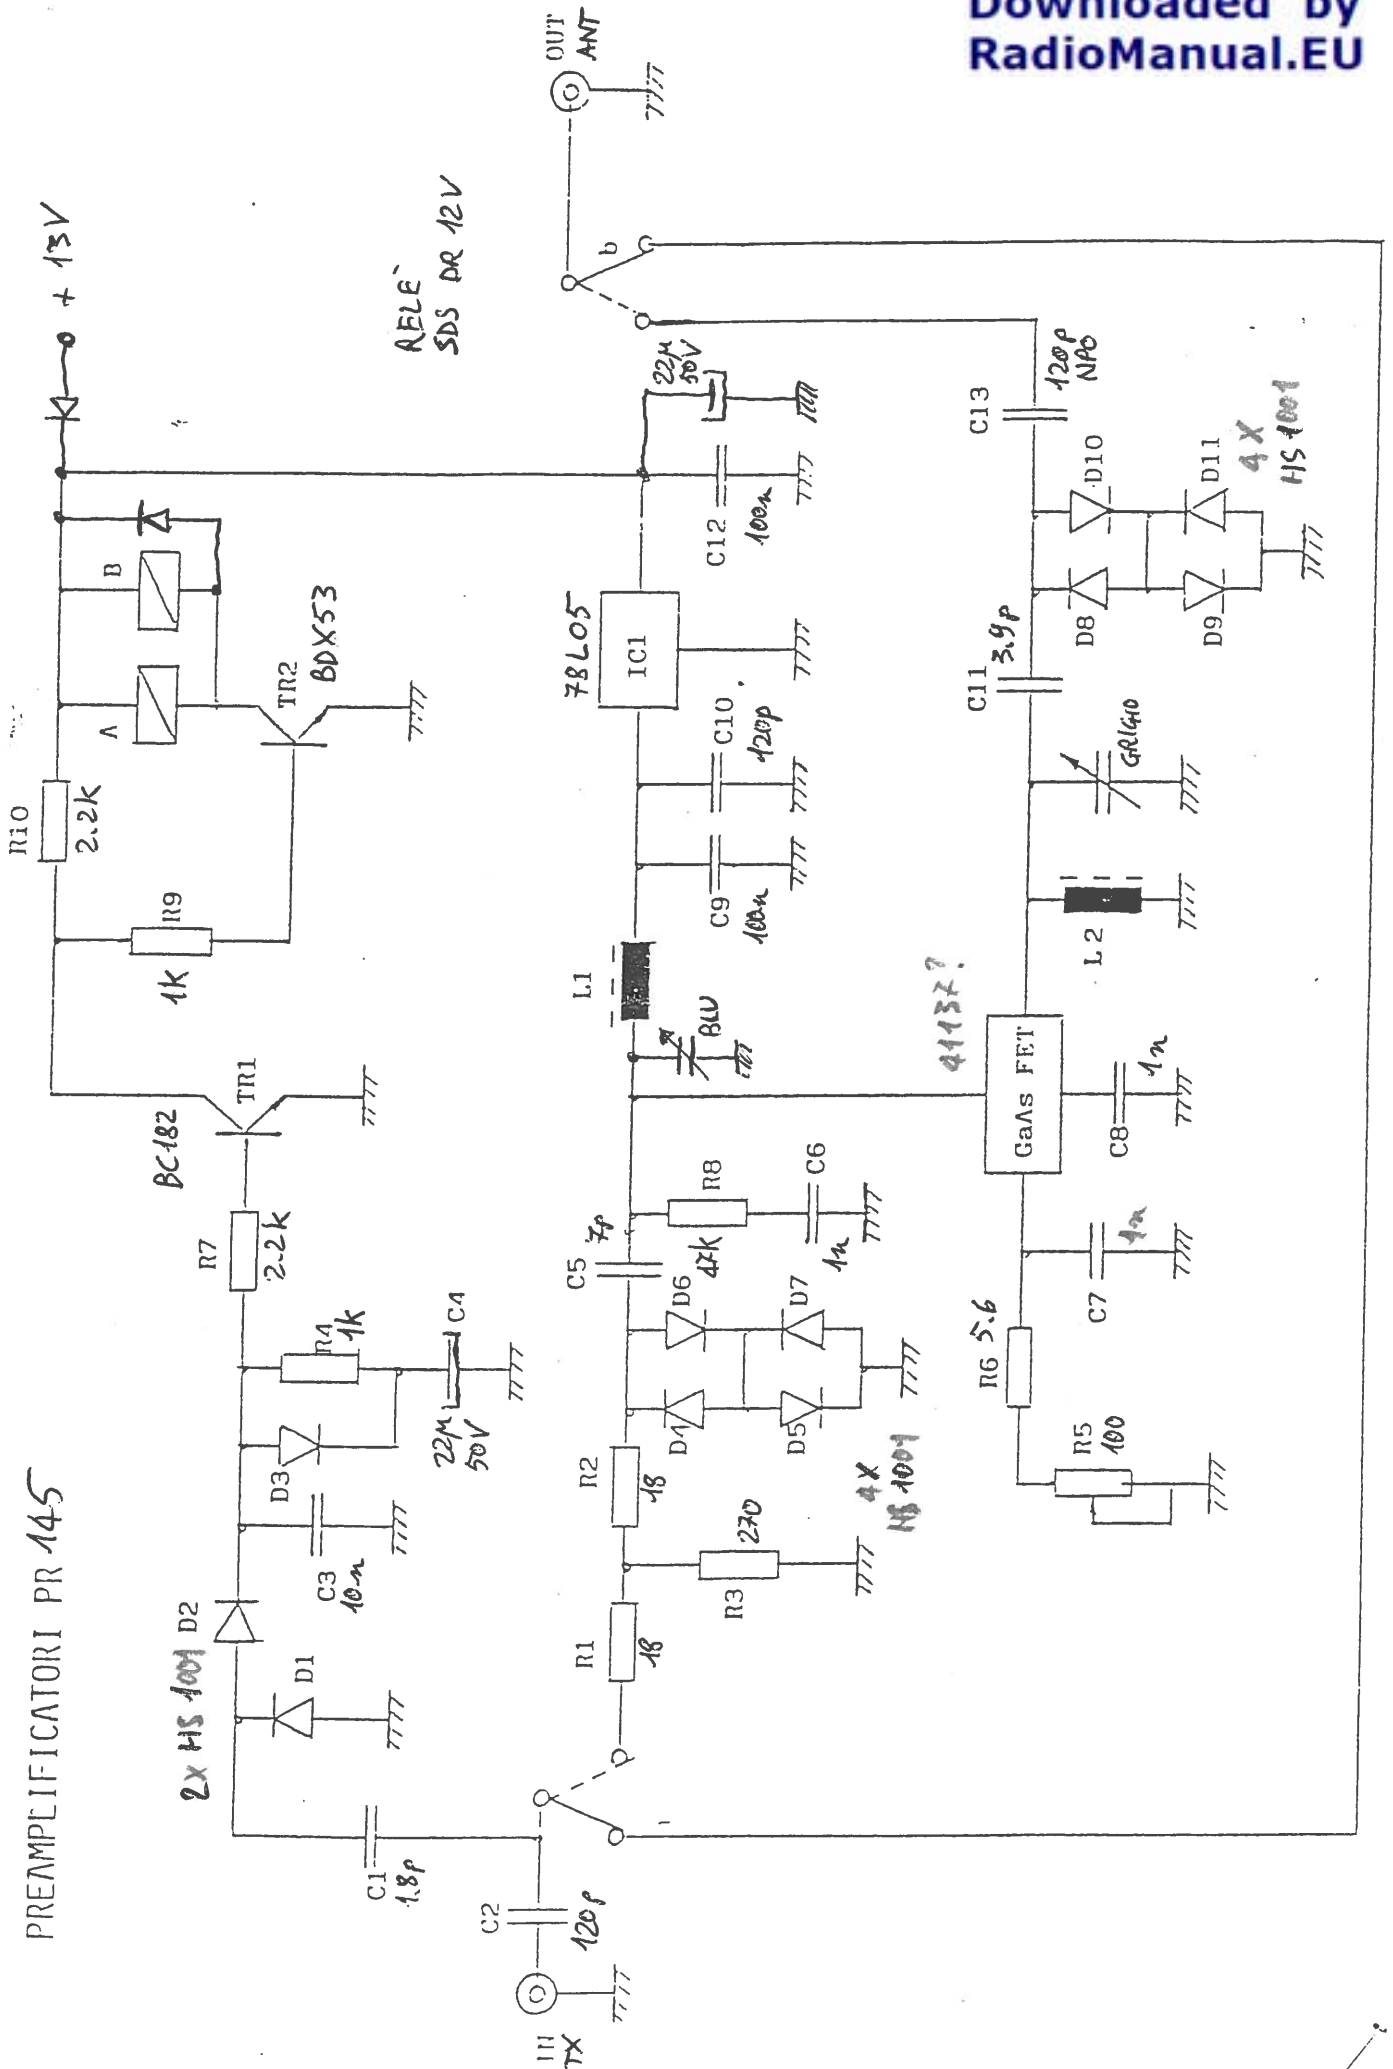 Downloaded by
RadioManual.EU
PREAMPLIFICATORI PR 145
R10
2.2k
+ 13V
A
B
R9
1k
TR2
BDX53
BC182
TR1
R7
2.2k
R4
1k
D3
C4
22µ
50V
C3
10n
2x HS 1001
D2
D1
C1
1.8p
C2
120p
IN
TX
OUT
ANT
RELE`
SDS DR 12V
b
22µ
50V
C12
100n
78L05
IC1
C10
120p
C9
100n
L1
BLU
C5
7p
R8
47k
C6
1n
D6
D7
D4
D5
4x
HS 1001
R2
18
R3
270
R1
18
C13
120p
NPO
D10
D11
4x
HS 1001
D8
D9
C11
3.9p
GRIGIO
L2
41137?
GaAs FET
C8
1n
C7
1n
R6
5.6
R5
100